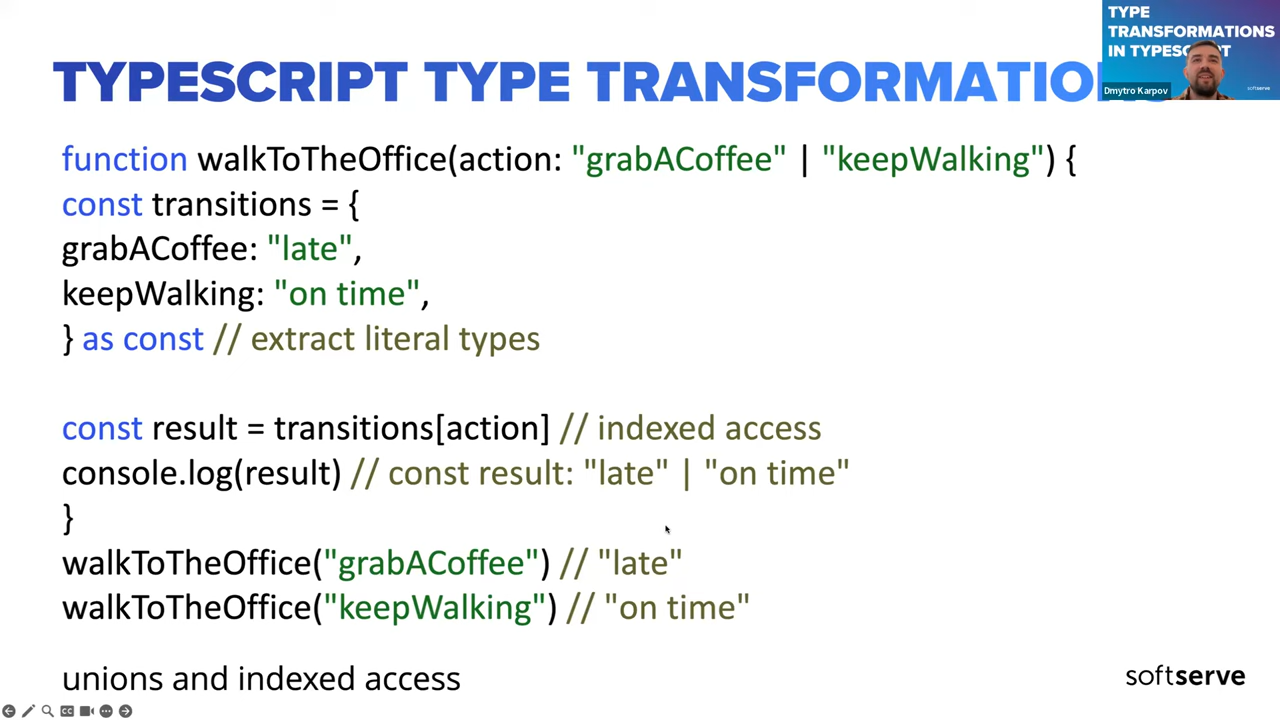 TYPE
TRANSFORMATIONS
IN TYPESCRIPT
Dmytro Karpov
softserve
TYPESCRIPT TYPE TRANSFORMATIO
function walkToTheOffice(action: "grabACoffee" | "keepWalking") {
const transitions = {
grabACoffee: "late",
keepWalking: "on time",
} as const // extract literal types
const result = transitions[action] // indexed access
console.log(result) // const result: "late" | "on time"
}
walkToTheOffice("grabACoffee") // "late"
walkToTheOffice("keepWalking") // "on time"
unions and indexed access
softserve